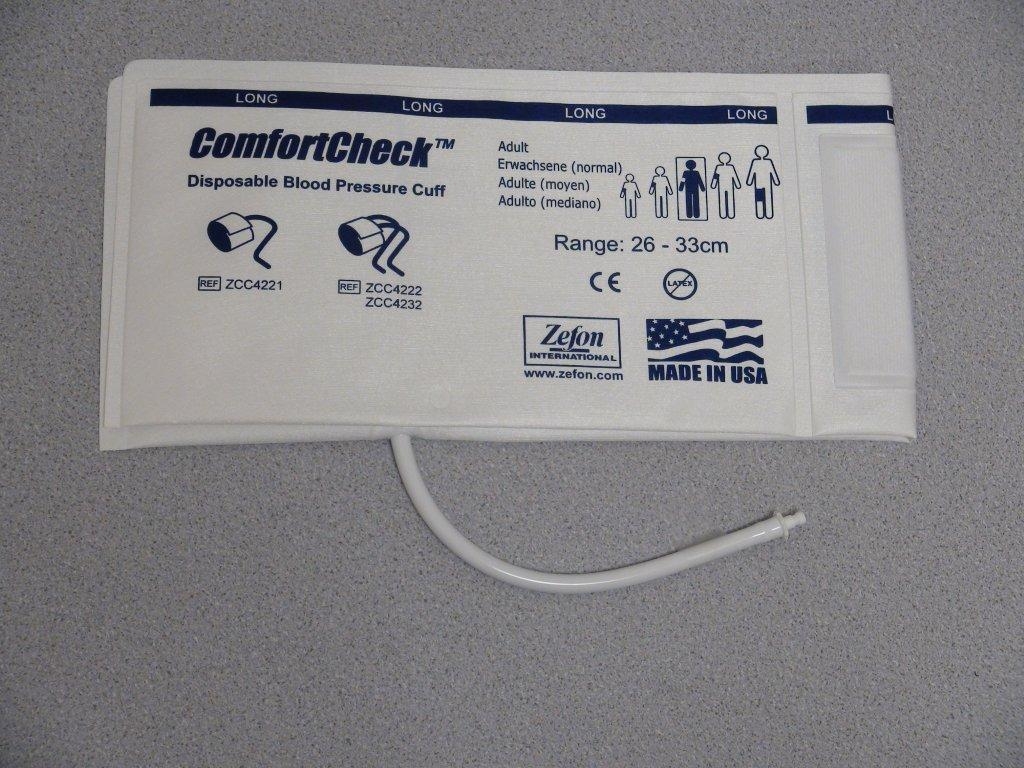 LONG LONG LONG LONG L
ComfortCheck™
Disposable Blood Pressure Cuff
REF ZCC4221
REF ZCC4222
ZCC4232
Adult
Erwachsene (normal)
Adulte (moyen)
Adulto (mediano)
Range: 26 - 33cm
CE LATEX
Zefon
INTERNATIONAL
www.zefon.com
MADE IN USA